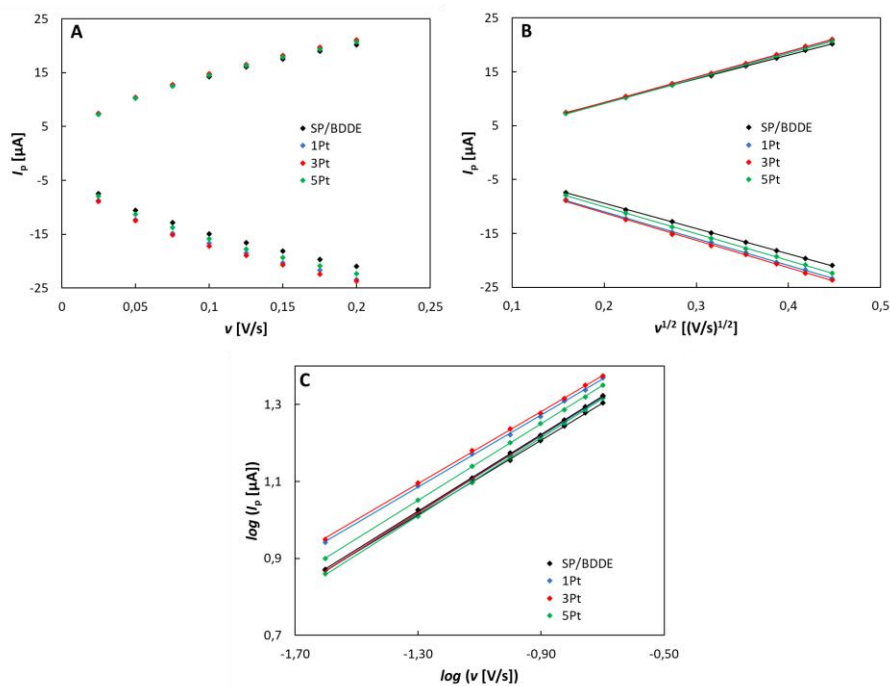 A
25
15
5
-5
-15
-25
I_p [µA]
SP/BDDE
1Pt
3Pt
5Pt
0
0,05
0,1
0,15
0,2
0,25
v [V/s]
B
25
15
5
-5
-15
-25
I_p [µA]
SP/BDDE
1Pt
3Pt
5Pt
0,1
0,2
0,3
0,4
0,5
v^1/2 [(V/s)^1/2]
C
1,3
1,1
0,9
0,7
log (I_p [µA])
SP/BDDE
1Pt
3Pt
5Pt
-1,70
-1,30
-0,90
-0,50
log (v [V/s])